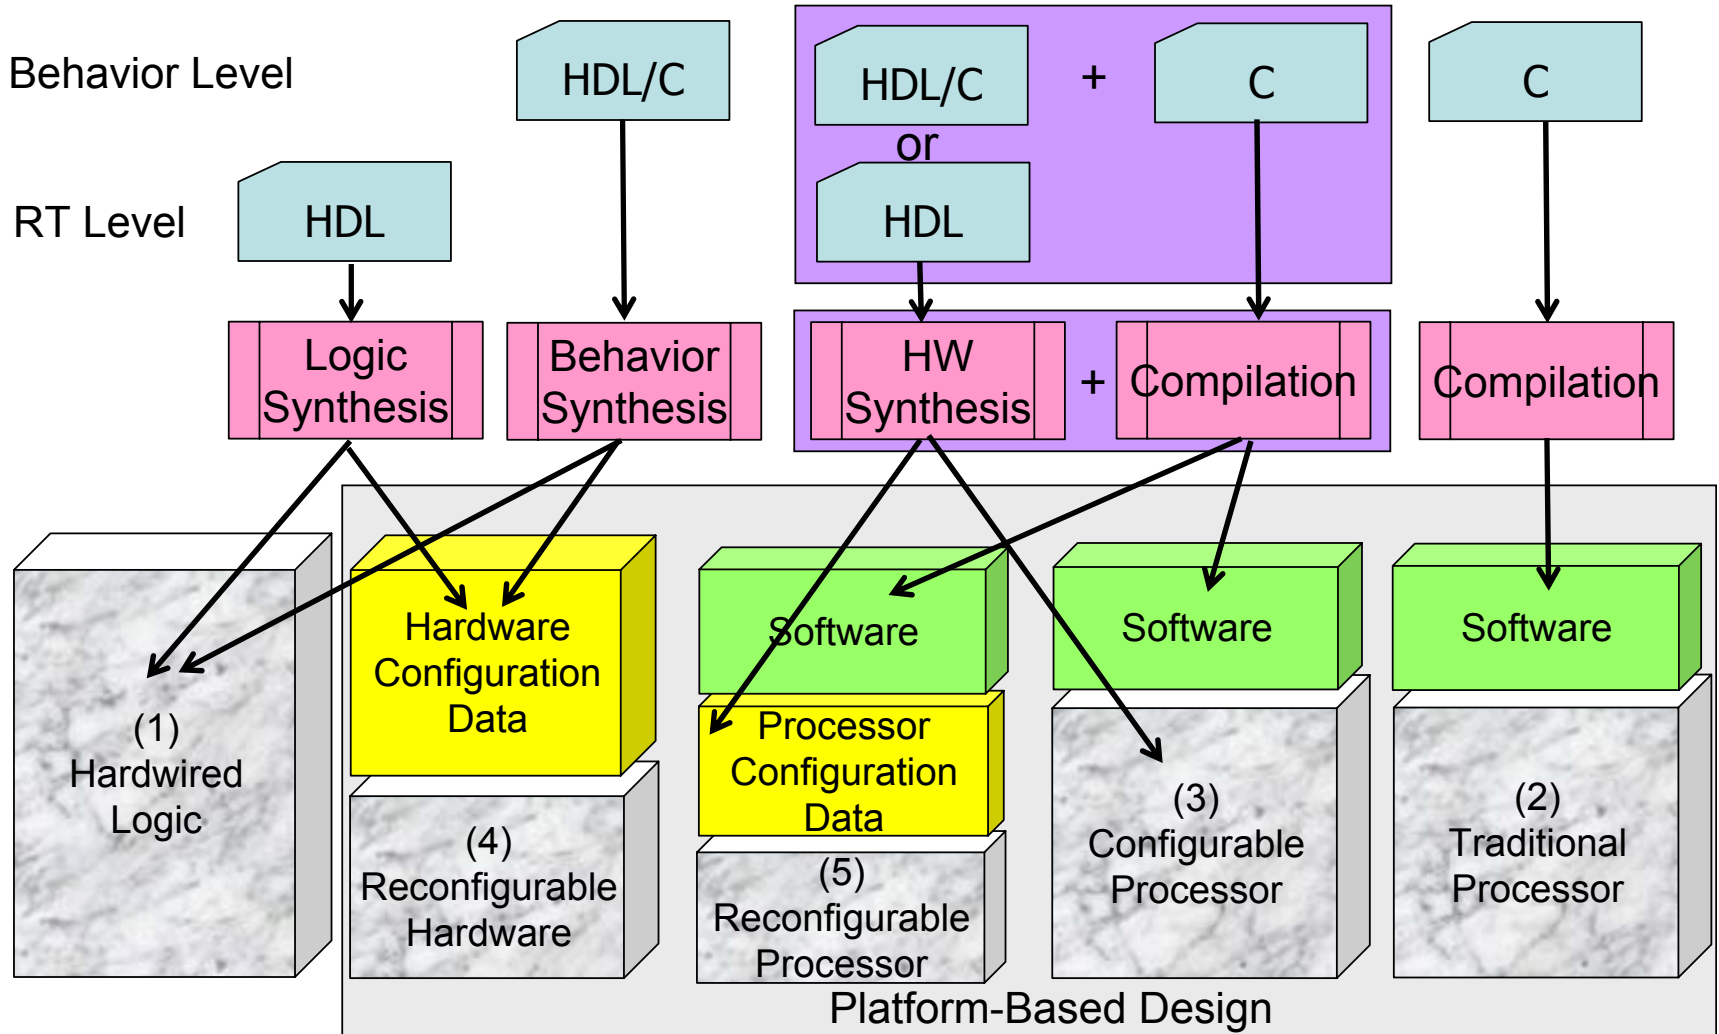 Behavior Level
HDL/C
HDL/C
+
C
C
or
RT Level
HDL
HDL
Logic
Synthesis
Behavior
Synthesis
HW
Synthesis
+
Compilation
Compilation
(1)
Hardwired
Logic
Hardware
Configuration
Data
(4)
Reconfigurable
Hardware
Software
Processor
Configuration
Data
(5)
Reconfigurable
Processor
Software
(3)
Configurable
Processor
Software
(2)
Traditional
Processor
Platform-Based Design